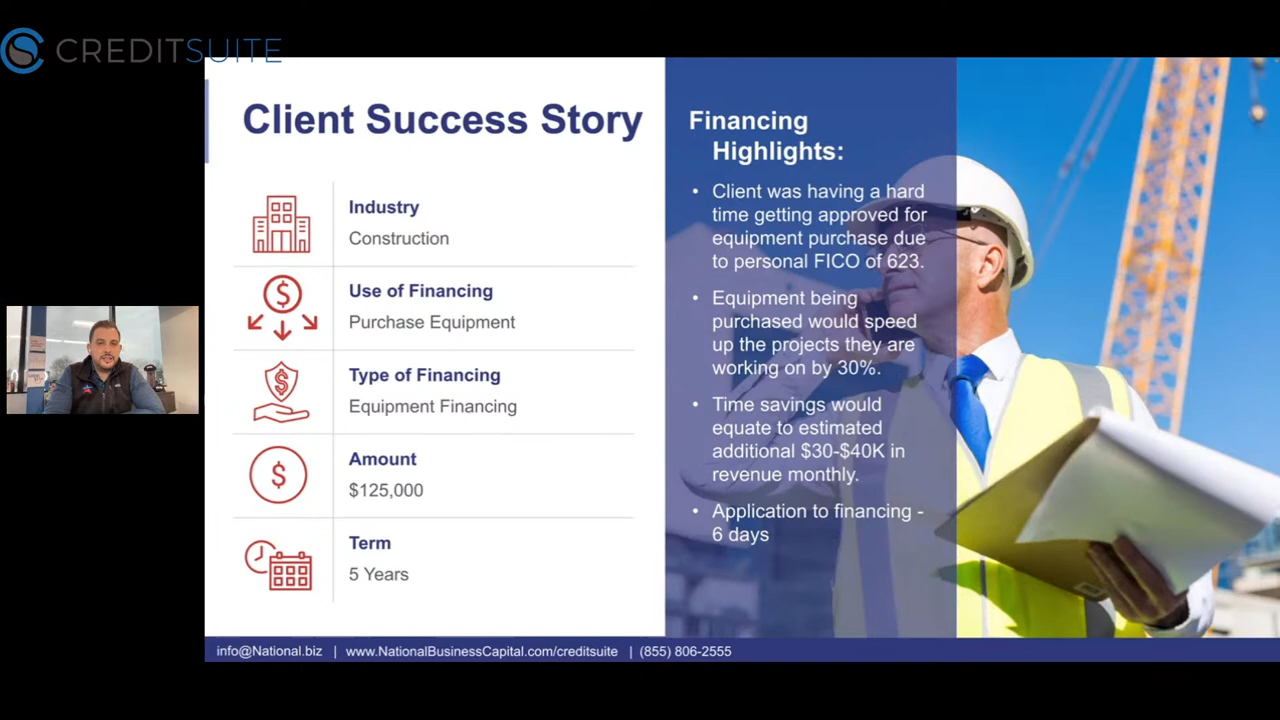 CREDITSUITE
Client Success Story
Industry
Construction
Use of Financing
Purchase Equipment
Type of Financing
Equipment Financing
Amount
$125,000
Term
5 Years
Financing
Highlights:
• Client was having a hard
time getting approved for
equipment purchase due
to personal FICO of 623.
• Equipment being
purchased would speed
up the projects they are
working on by 30%.
• Time savings would
equate to estimated
additional $30-$40K in
revenue monthly.
• Application to financing -
6 days
info@National.biz | www.NationalBusinessCapital.com/creditsuite | (855) 806-2555